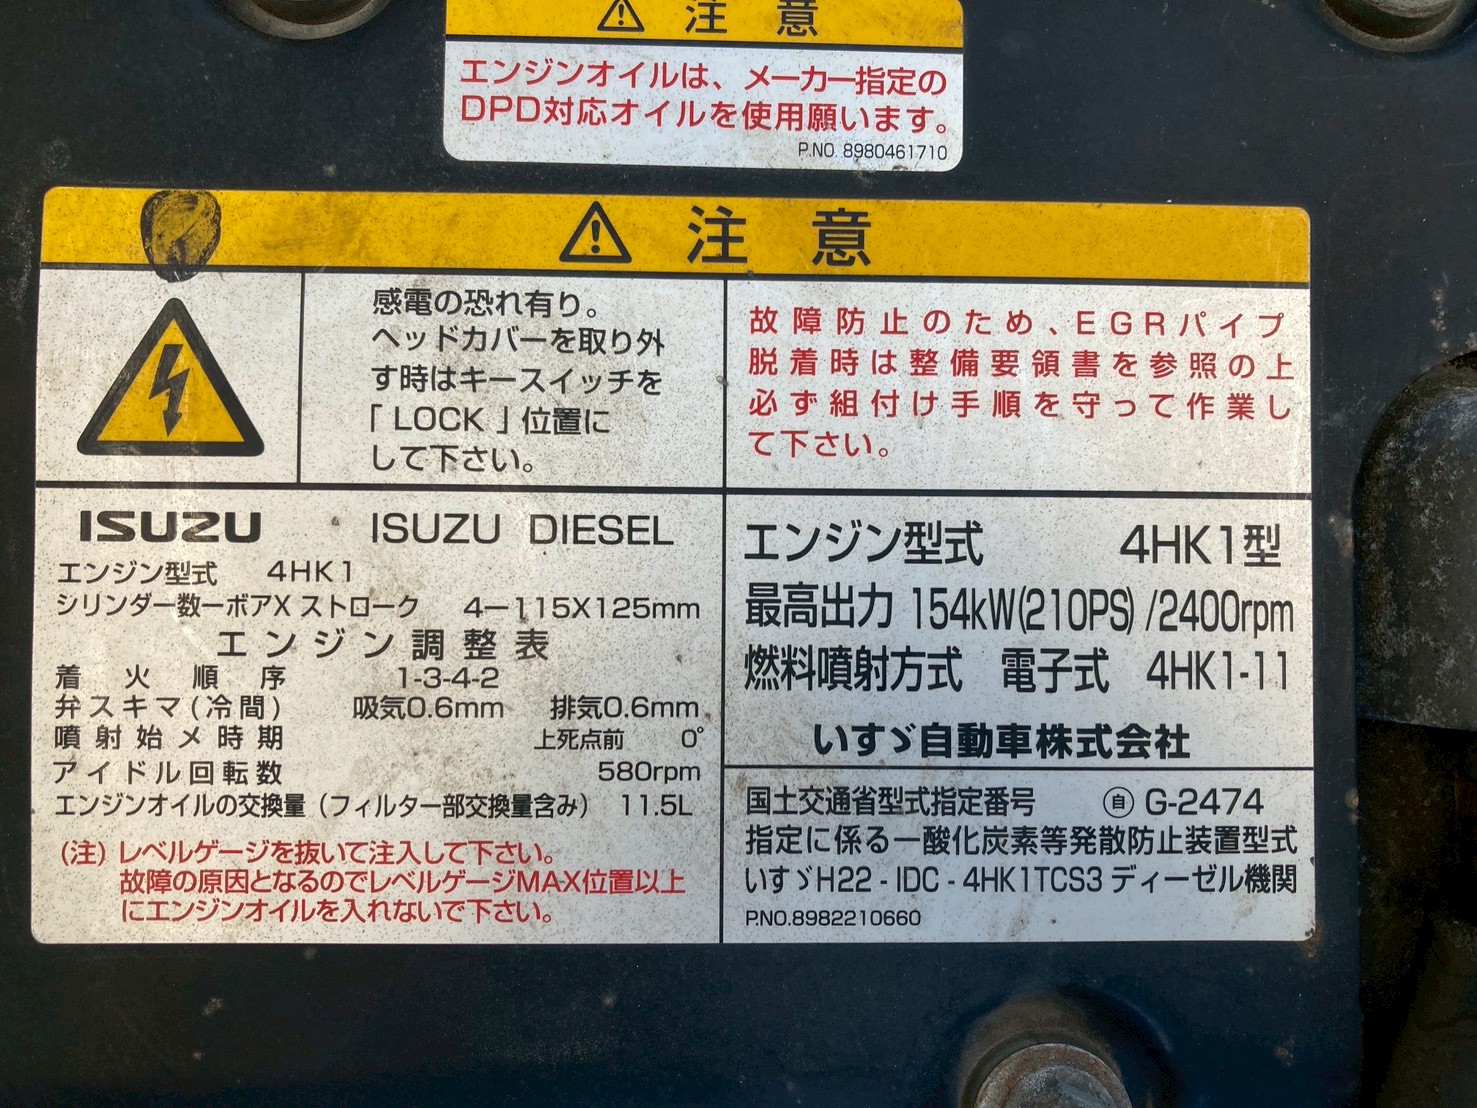 注 意
エンジンオイルは、メーカー指定の
DPD対応オイルを使用願います。
P.NO. 8980461710
注 意
感電の恐れ有り。
ヘッドカバーを取り外
す時はキースイッチを
「 LOCK 」位置に
して下さい。
故障防止のため、EGRパイプ
脱着時は整備要領書を参照の上
必ず組付け手順を守って作業し
て下さい。
ISUZU ISUZU DIESEL
エンジン型式 4HK1
シリンダー数ーボアX ストローク 4ー115X125mm
エンジン調整表
着火順序 1-3-4-2
弁スキマ(冷間) 吸気0.6mm 排気0.6mm
噴射始メ時期 上死点前 0°
アイドル回転数 580rpm
エンジンオイルの交換量（フィルター部交換量含み） 11.5L
(注) レベルゲージを抜いて注入して下さい。
故障の原因となるのでレベルゲージMAX位置以上
にエンジンオイルを入れないで下さい。
エンジン型式 4HK1型
最高出力 154kW(210PS)/2400rpm
燃料噴射方式 電子式 4HK1-11
いすゞ自動車株式会社
国土交通省型式指定番号 ㊀自 G-2474
指定に係る一酸化炭素等発散防止装置型式
いすゞH22 - IDC - 4HK1TCS3 ディーゼル機関
P.NO.8982210660